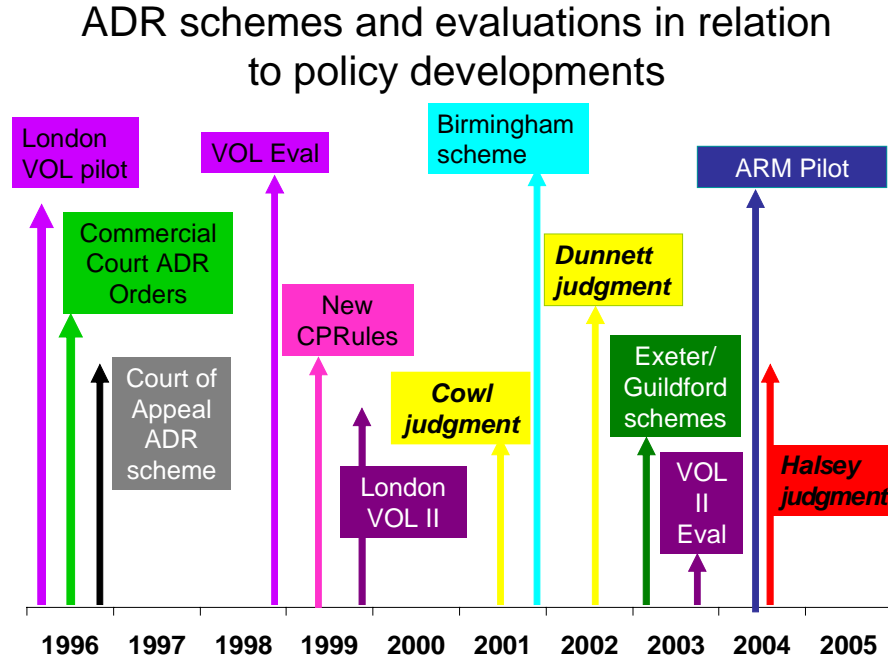 ADR schemes and evaluations in relation
to policy developments
London
VOL pilot
VOL Eval
Birmingham
scheme
ARM Pilot
Commercial
Court ADR
Orders
Dunnett
judgment
New
CPRules
Exeter/
Guildford
schemes
Court of
Appeal
ADR
scheme
Cowl
judgment
London
VOL II
VOL
II
Eval
Halsey
judgment
1996 1997 1998 1999 2000 2001 2002 2003 2004 2005